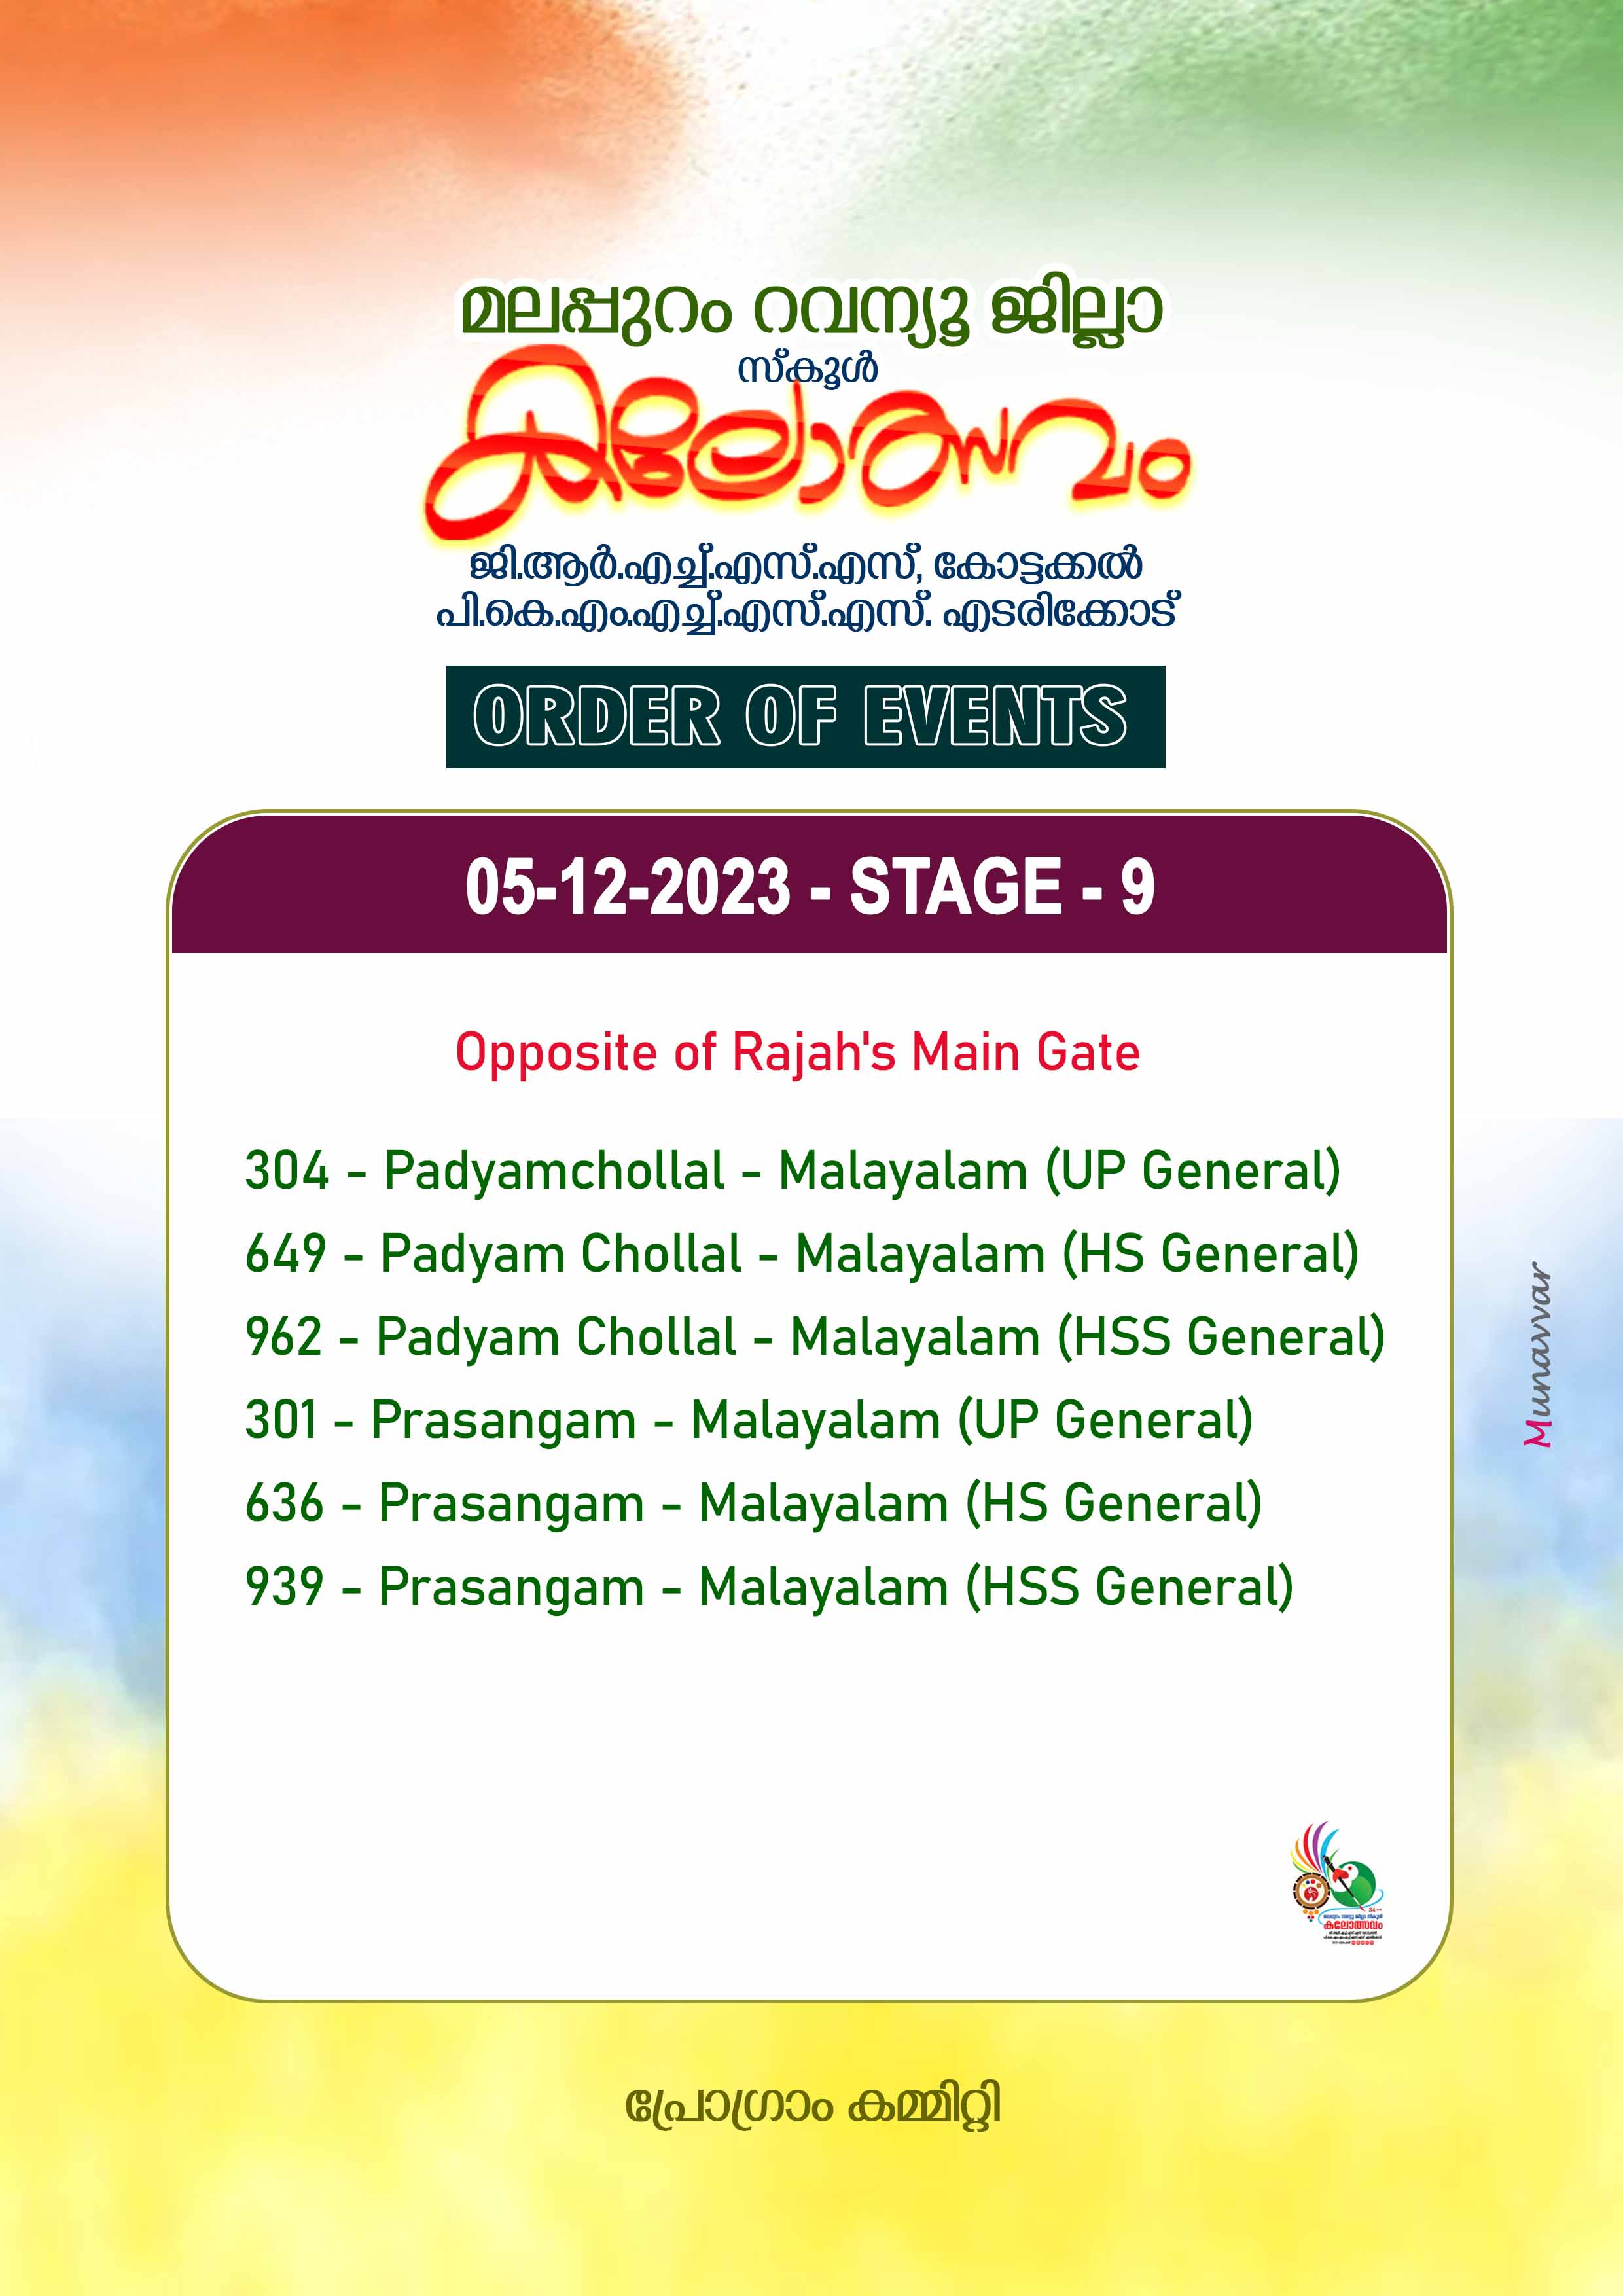 മലപ്പുറം റവന്യൂ ജില്ലാ
സ്കൂൾ
കലോത്സവം
ജി.ആർ.എച്ച്.എസ്.എസ്, കോട്ടക്കൽ
പി.കെ.എം.എച്ച്.എസ്.എസ്. എടരിക്കോട്
ORDER OF EVENTS
05-12-2023 - STAGE - 9
Opposite of Rajah's Main Gate
304 - Padyamchollal - Malayalam (UP General)
649 - Padyam Chollal - Malayalam (HS General)
962 - Padyam Chollal - Malayalam (HSS General)
301 - Prasangam - Malayalam (UP General)
636 - Prasangam - Malayalam (HS General)
939 - Prasangam - Malayalam (HSS General)
Munavvar
കലോത്സവം
പ്രോഗ്രാം കമ്മിറ്റി